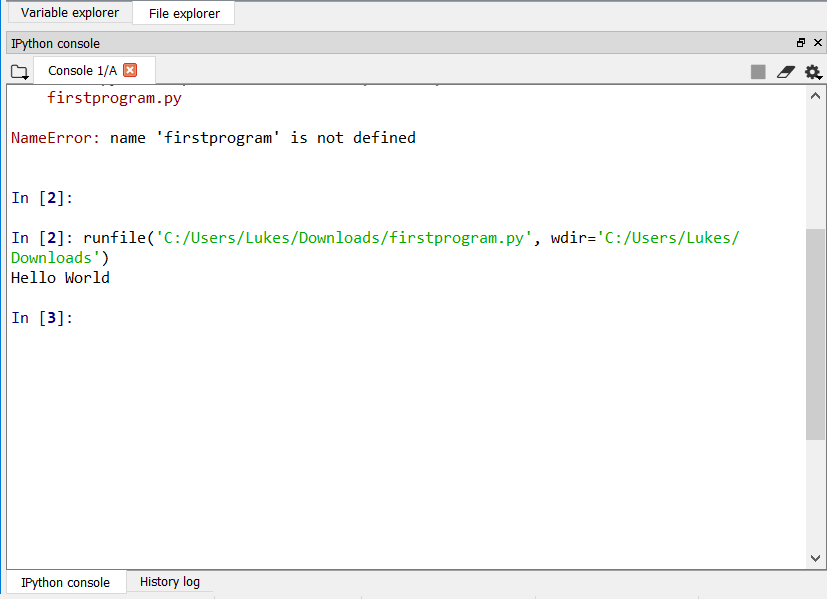 Variable explorer File explorer
IPython console
Console 1/A
firstprogram.py
NameError: name 'firstprogram' is not defined
In [2]:
In [2]: runfile('C:/Users/Lukes/Downloads/firstprogram.py', wdir='C:/Users/Lukes/
Downloads')
Hello World
In [3]:
IPython console History log